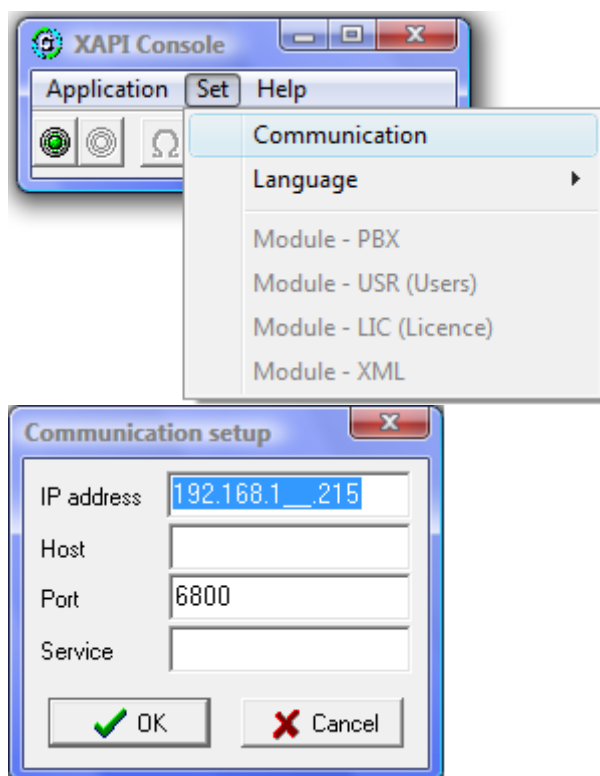 XAPI Console
Application Set Help
Ω
Communication
Language
Module - PBX
Module - USR (Users)
Module - LIC (Licence)
Module - XML
Communication setup
IP address 192.168.1__.215
Host
Port 6800
Service
OK Cancel